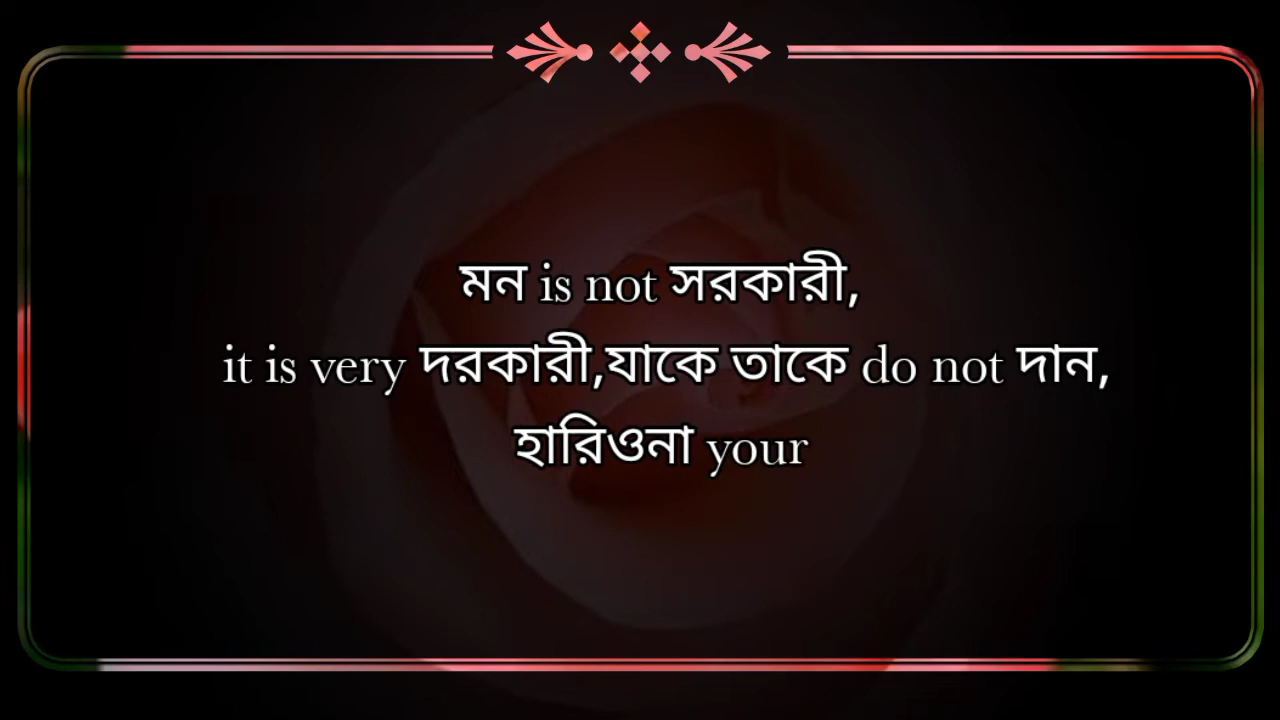 মন is not সরকারী,
it is very দরকারী,যাকে তাকে do not দান,
হারিওনা your